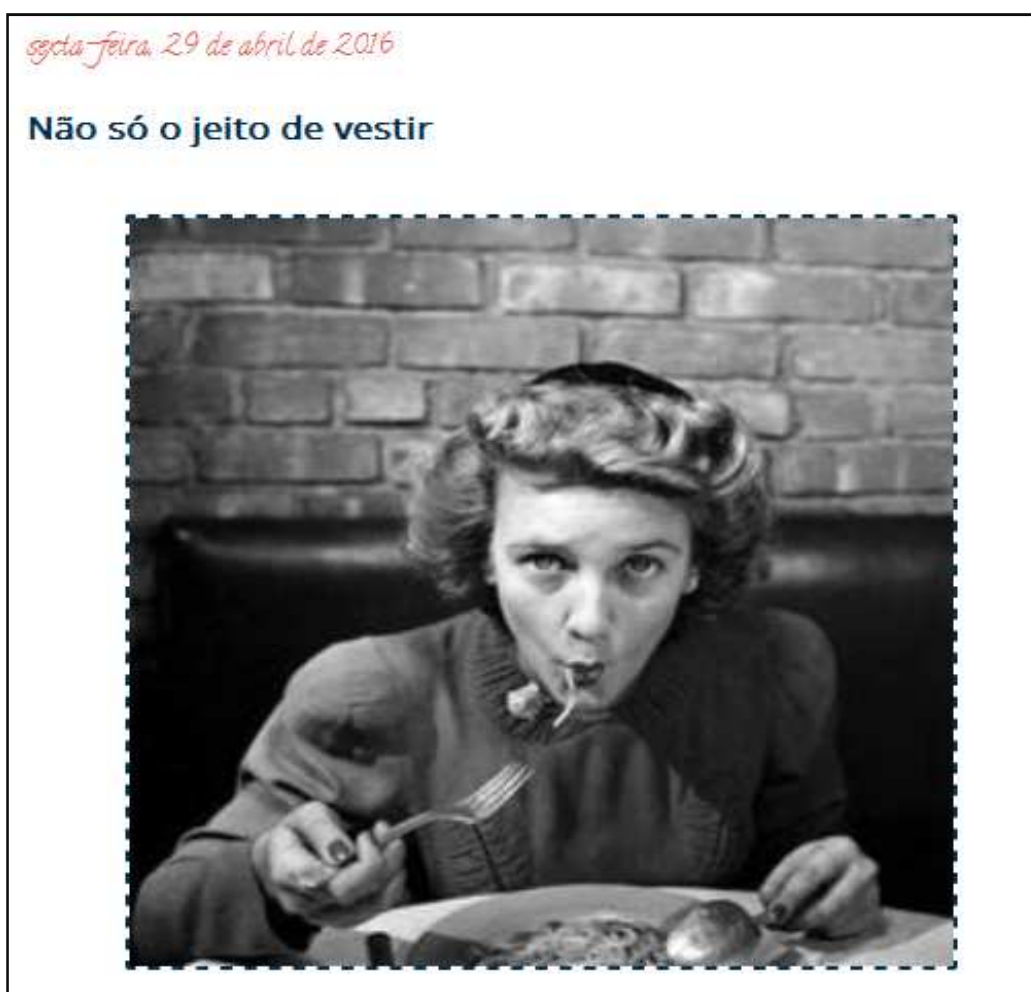 sexta-feira, 29 de abril de 2016
Não só o jeito de vestir